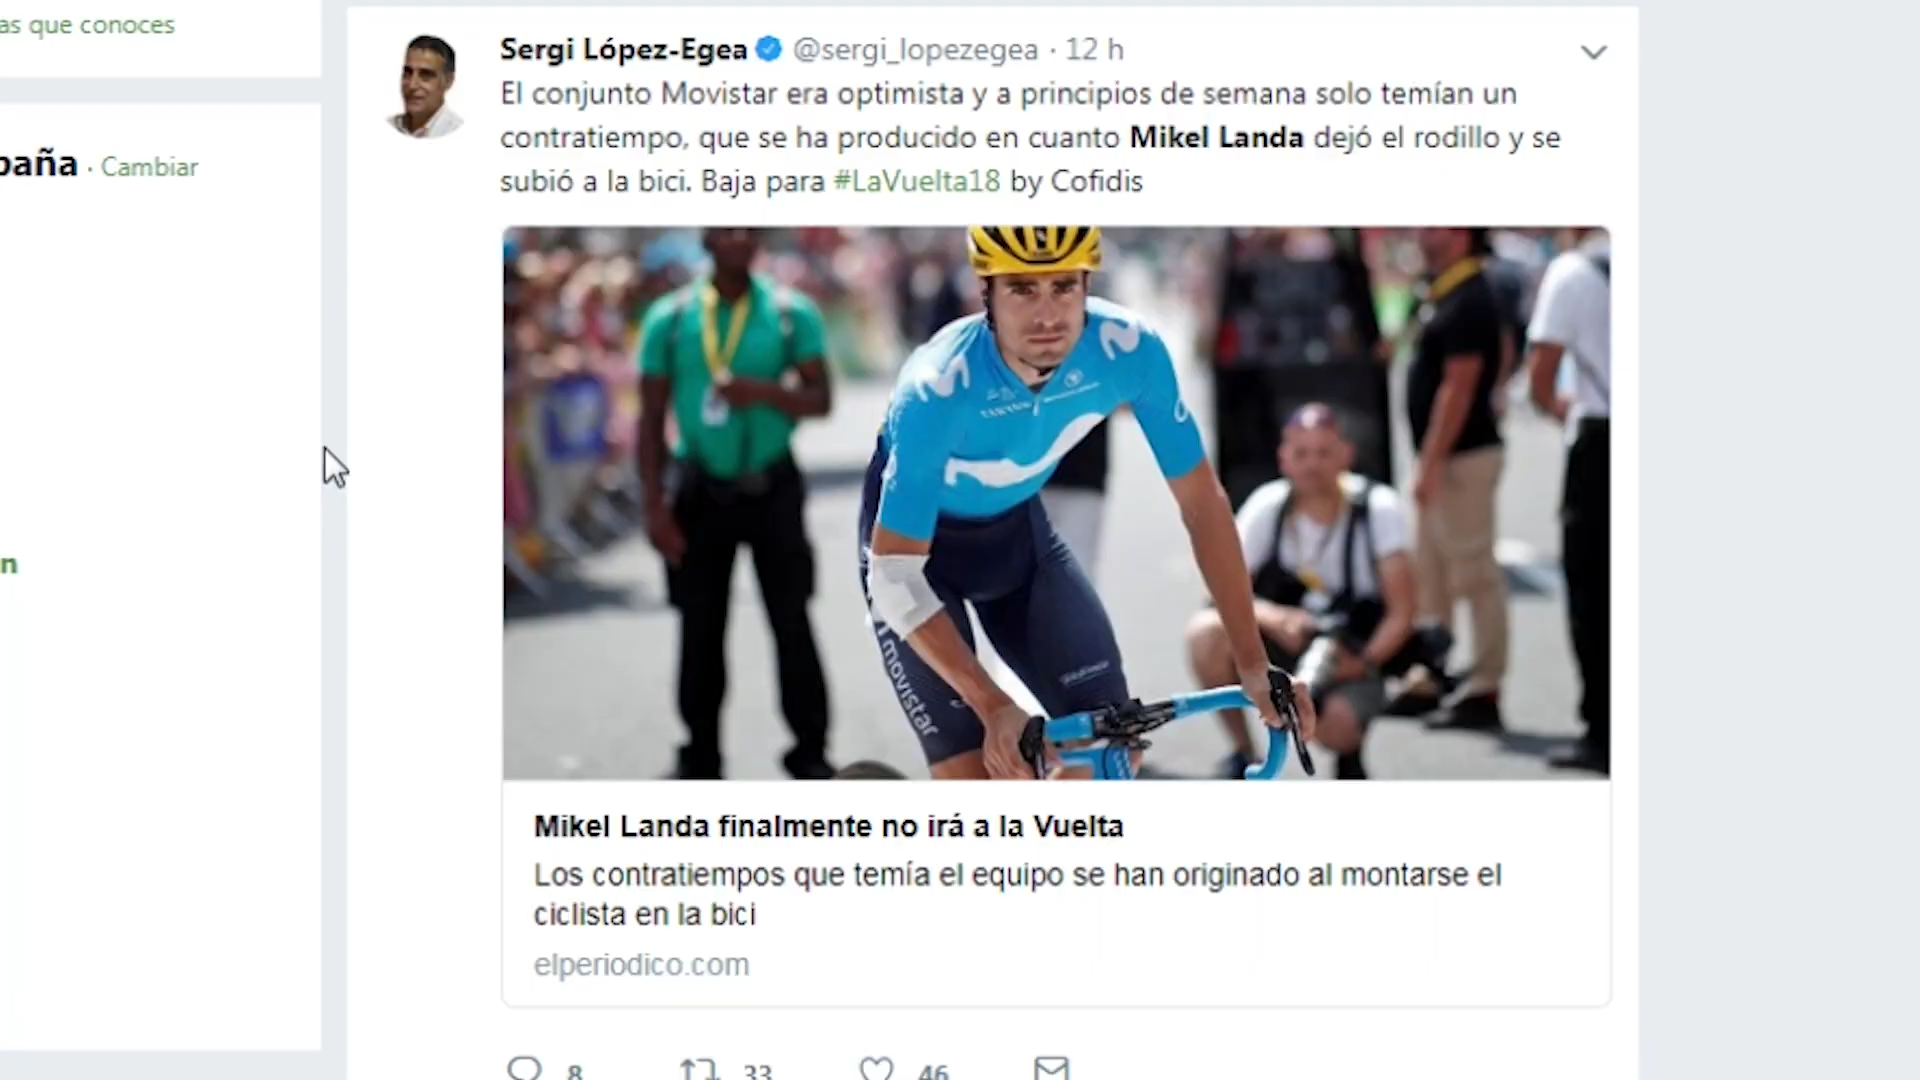 as que conoces
paña · Cambiar
n
Sergi López-Egea @sergi_lopezegea · 12 h
El conjunto Movistar era optimista y a principios de semana solo temían un
contratiempo, que se ha producido en cuanto Mikel Landa dejó el rodillo y se
subió a la bici. Baja para #LaVuelta18 by Cofidis
movistar
Mikel Landa finalmente no irá a la Vuelta
Los contratiempos que temía el equipo se han originado al montarse el
ciclista en la bici
elperiodico.com
8 33 46